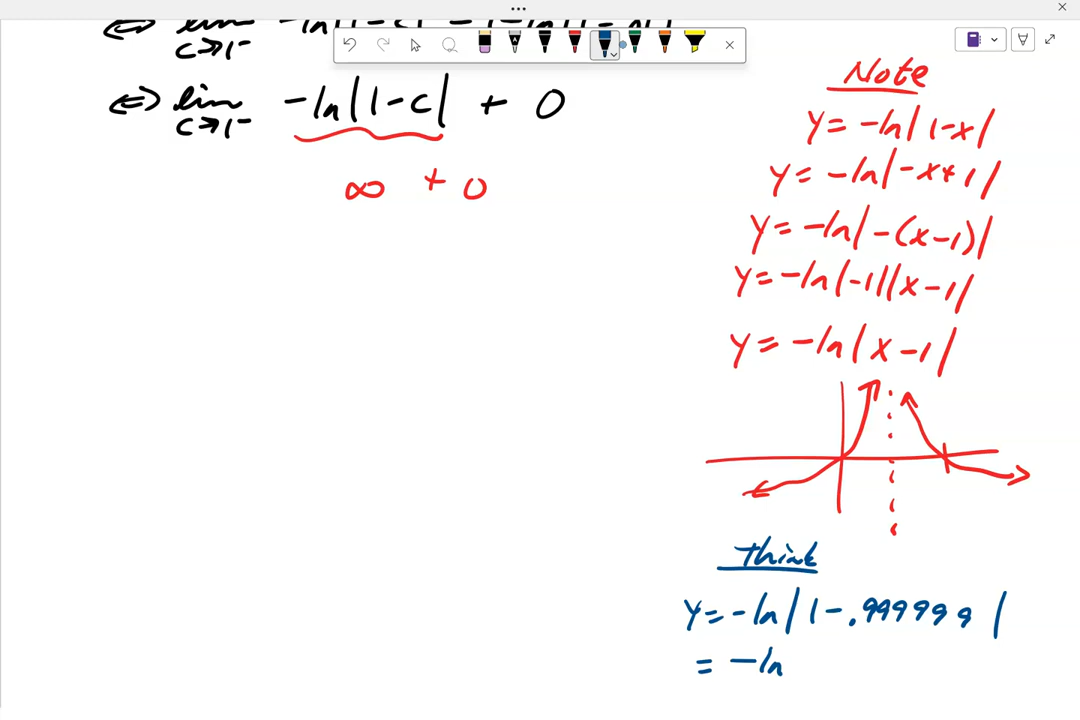 ⇔ lim -ln|1-c| + 0
c→1⁻
∞ + 0
Note
y = -ln|1-x|
y = -ln|-x+1|
y = -ln|-(x-1)|
y = -ln|-1||x-1|
y = -ln|x-1|
Think
y = -ln|1-.999999|
= -ln